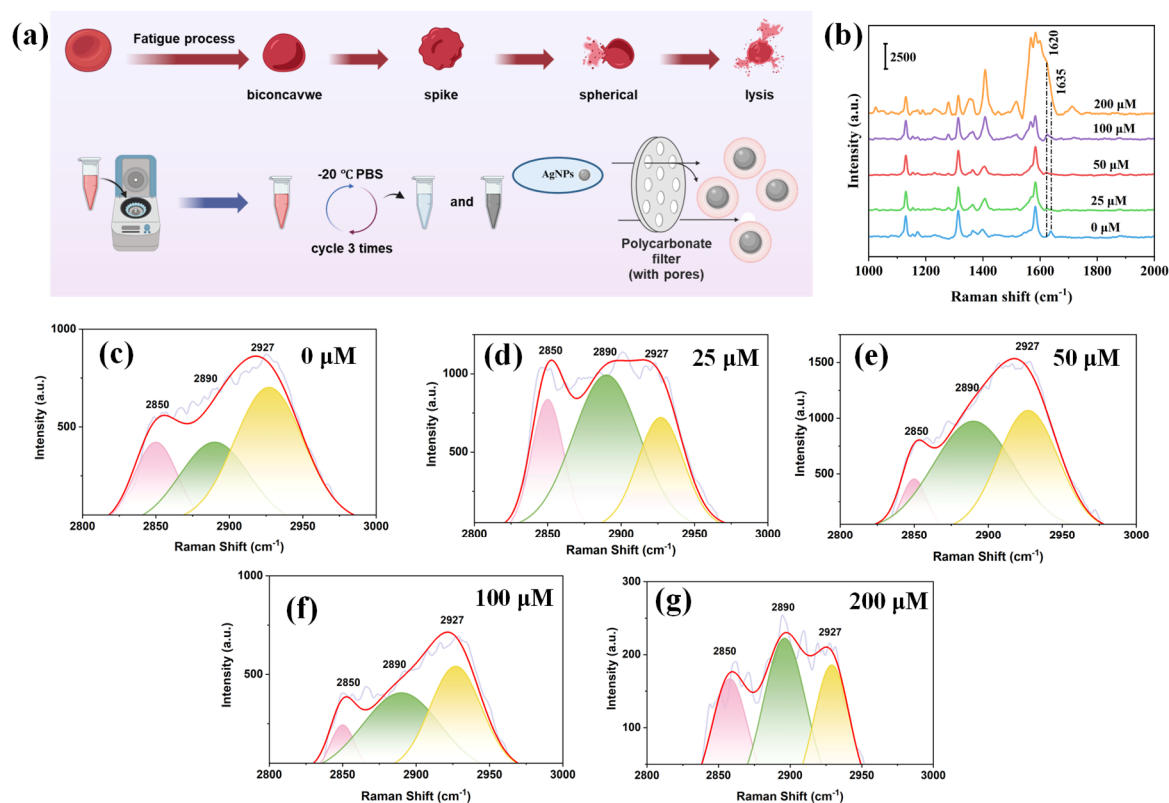 (a)
Fatigue process
biconcavwe
spike
spherical
lysis
-20 °C PBS
cycle 3 times
and
AgNPs
Polycarbonate
filter
(with pores)
(b)
2500
1620
1635
200 μM
100 μM
50 μM
25 μM
0 μM
Intensity (a.u.)
1000 1200 1400 1600 1800 2000
Raman shift (cm⁻¹)
(c)
0 μM
2850
2890
2927
1000
500
Intensity (a.u.)
2800 2850 2900 2950 3000
Raman Shift (cm⁻¹)
(d)
25 μM
2850
2890
2927
1000
500
Intensity (a.u.)
2800 2850 2900 2950 3000
Raman Shift (cm⁻¹)
(e)
50 μM
2850
2890
2927
1500
1000
500
Intensity (a.u.)
2800 2850 2900 2950 3000
Raman Shift (cm⁻¹)
(f)
100 μM
2850
2890
2927
1000
500
Intensity (a.u.)
2800 2850 2900 2950 3000
Raman Shift (cm⁻¹)
(g)
200 μM
2850
2890
2927
300
200
100
Intensity (a.u.)
2800 2850 2900 2950 3000
Raman Shift (cm⁻¹)